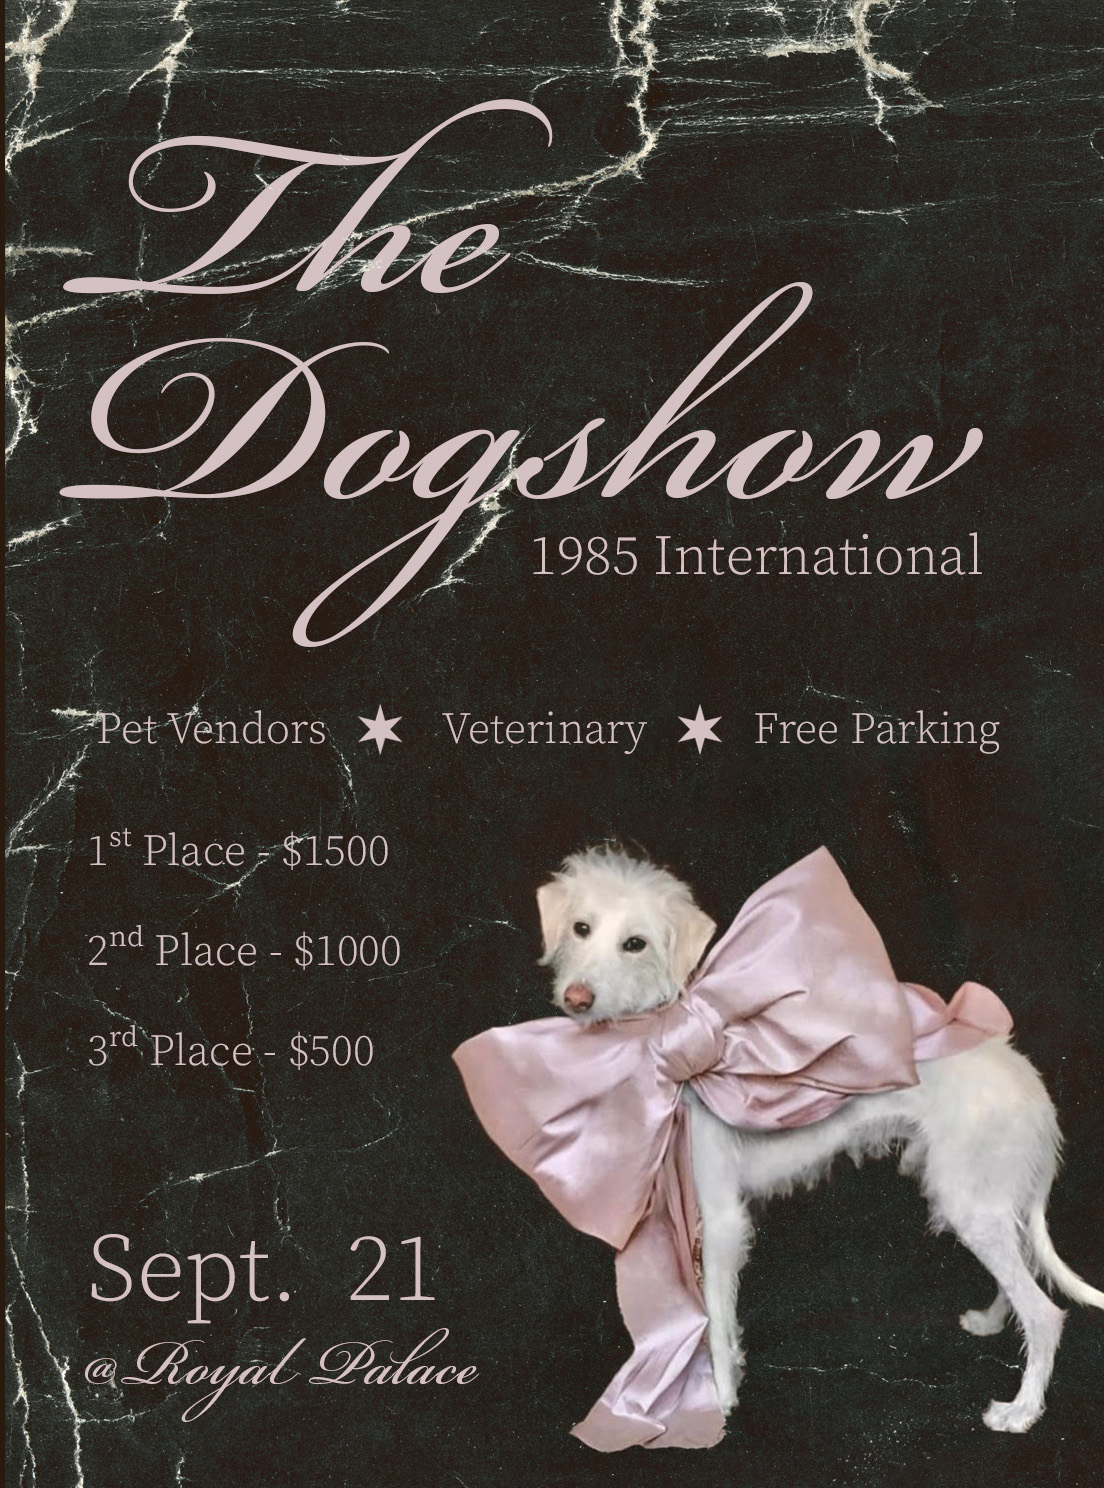 The
Dogshow
1985 International
Pet Vendors ✶ Veterinary ✶ Free Parking
1st Place - $1500
2nd Place - $1000
3rd Place - $500
Sept. 21
@ Royal Palace